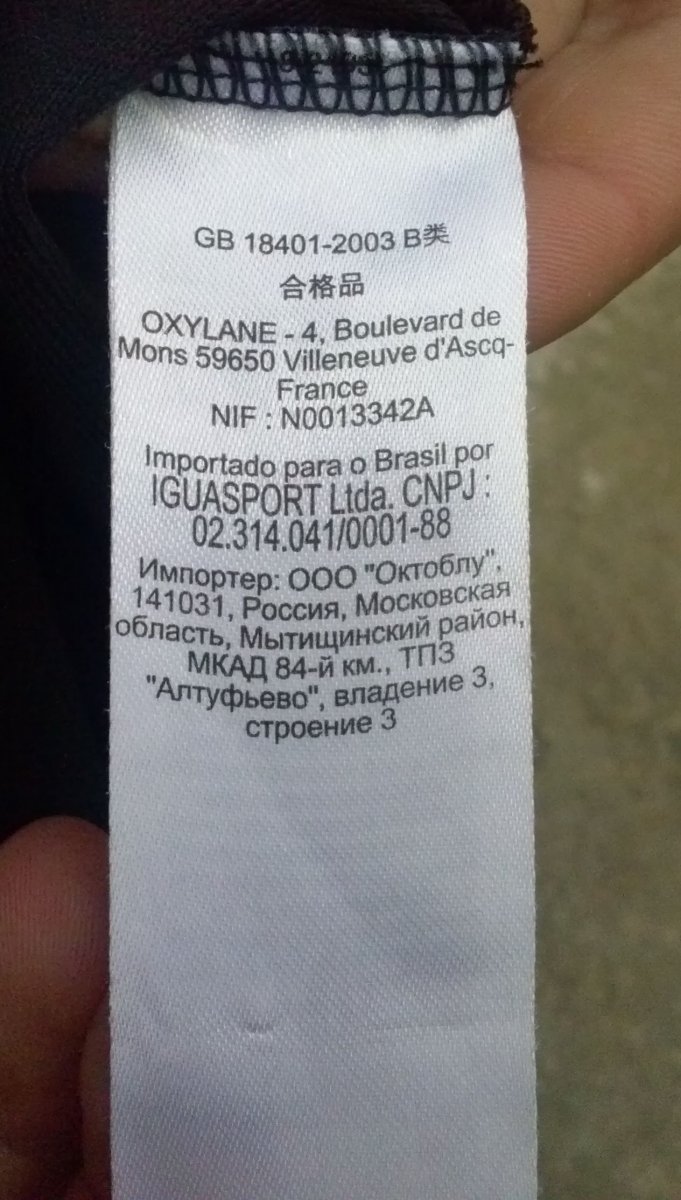 GB 18401-2003 B类
合格品
OXYLANE - 4, Boulevard de
Mons 59650 Villeneuve d'Ascq-
France
NIF : N0013342A
Importado para o Brasil por
IGUASPORT Ltda. CNPJ :
02.314.041/0001-88
Импортер: ООО "Октоблу",
141031, Россия, Московская
область, Мытищинский район,
МКАД 84-й км., ТПЗ
"Алтуфьево", владение 3,
строение 3